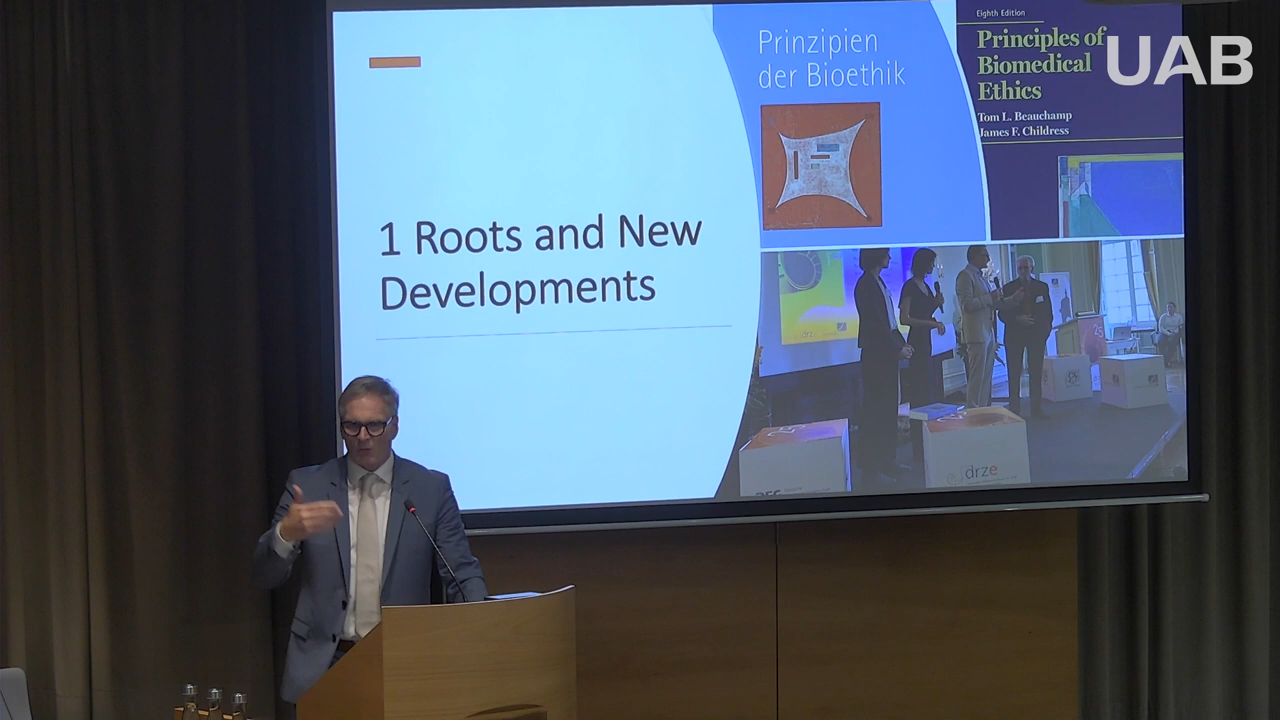 1 Roots and New
Developments
Prinzipien
der Bioethik
Eighth Edition
Principles of
Biomedical
Ethics
Tom L. Beauchamp
James F. Childress
UAB
drze